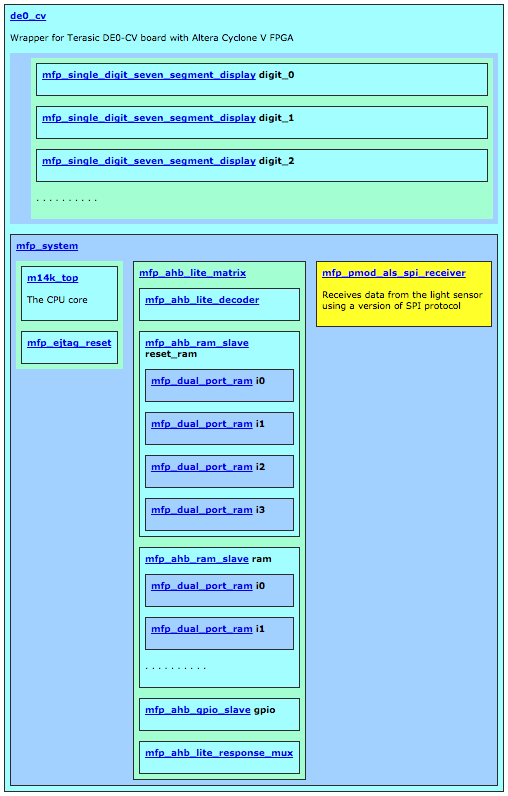 de0_cv
Wrapper for Terasic DE0-CV board with Altera Cyclone V FPGA
mfp_single_digit_seven_segment_display digit_0
mfp_single_digit_seven_segment_display digit_1
mfp_single_digit_seven_segment_display digit_2
. . . . . . . . . .
mfp_system
m14k_top
The CPU core
mfp_ejtag_reset
mfp_ahb_lite_matrix
mfp_ahb_lite_decoder
mfp_ahb_ram_slave
reset_ram
mfp_dual_port_ram i0
mfp_dual_port_ram i1
mfp_dual_port_ram i2
mfp_dual_port_ram i3
mfp_ahb_ram_slave ram
mfp_dual_port_ram i0
mfp_dual_port_ram i1
. . . . . . . . . .
mfp_ahb_gpio_slave gpio
mfp_ahb_lite_response_mux
mfp_pmod_als_spi_receiver
Receives data from the light sensor
using a version of SPI protocol